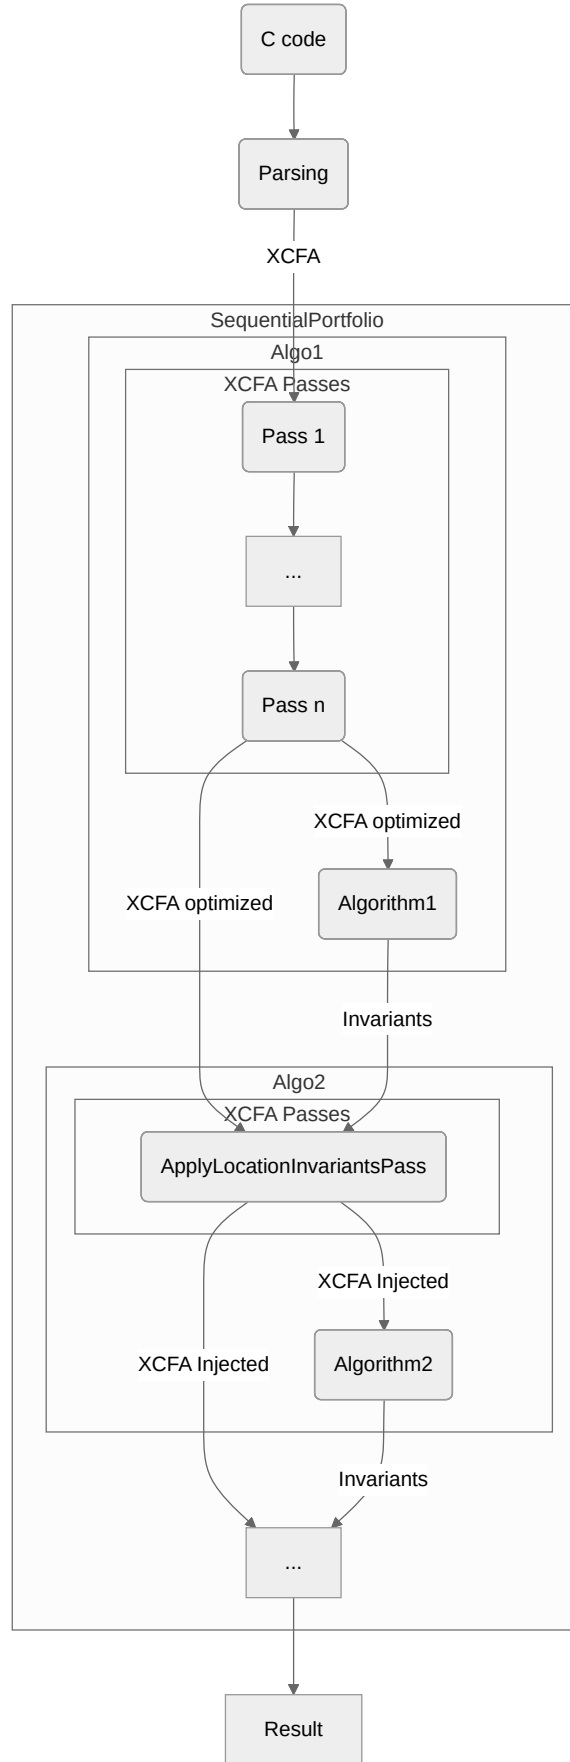 C code
Parsing
XCFA
SequentialPortfolio
Algo1
XCFA Passes
Pass 1
...
Pass n
XCFA optimized
XCFA optimized
Algorithm1
Invariants
Algo2
XCFA Passes
ApplyLocationInvariantsPass
XCFA Injected
XCFA Injected
Algorithm2
Invariants
...
Result